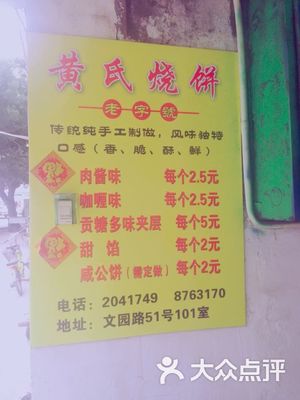 黄氏烧饼
老字號
传统纯手工制做，风味独特
口感（香、脆、酥、鲜）
肉酱味 每个2.5元
咖喱味 每个2.5元
贡糖多味夹层 每个5元
甜 馅 每个2元
咸公饼（需定做） 每个2元
电话：2041749 8763170
地址：文园路51号101室
大众点评